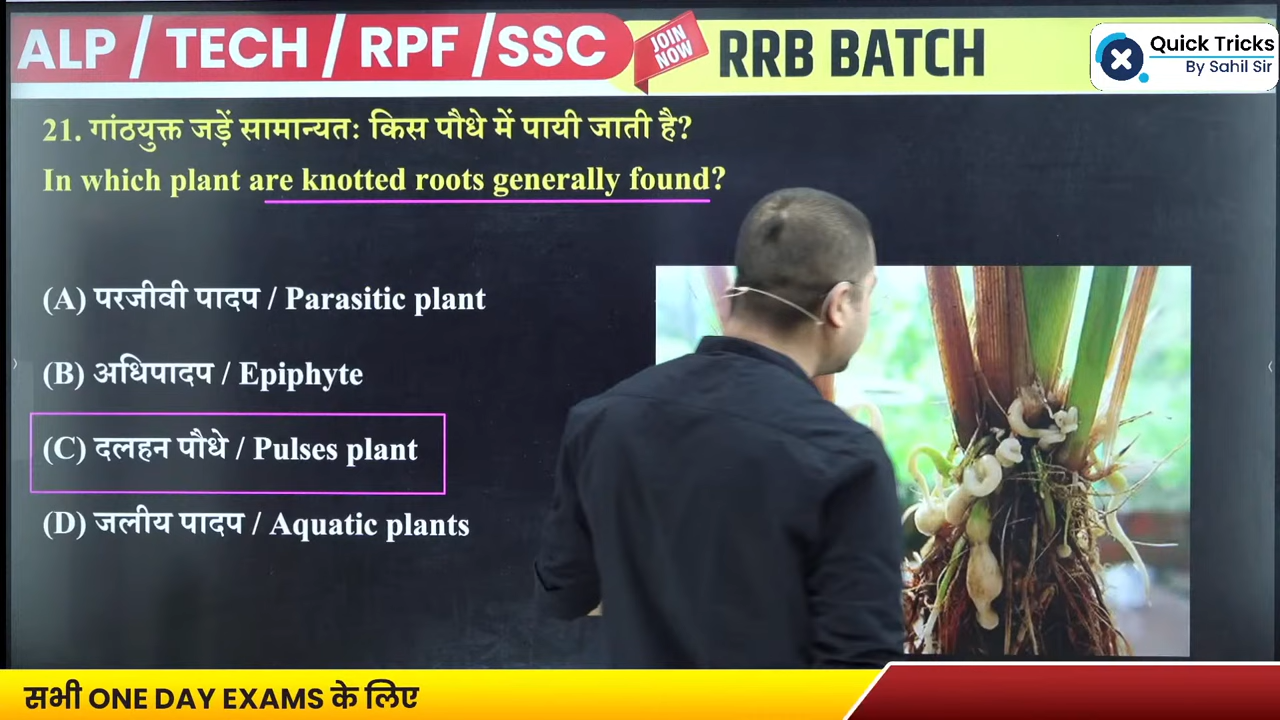 ALP / TECH / RPF / SSC
JOIN NOW
RRB BATCH
Quick Tricks
By Sahil Sir
21. गांठयुक्त जड़ें सामान्यतः किस पौधे में पायी जाती है?
In which plant are knotted roots generally found?
(A) परजीवी पादप / Parasitic plant
(B) अधिपादप / Epiphyte
(C) दलहन पौधे / Pulses plant
(D) जलीय पादप / Aquatic plants
सभी ONE DAY EXAMS के लिए